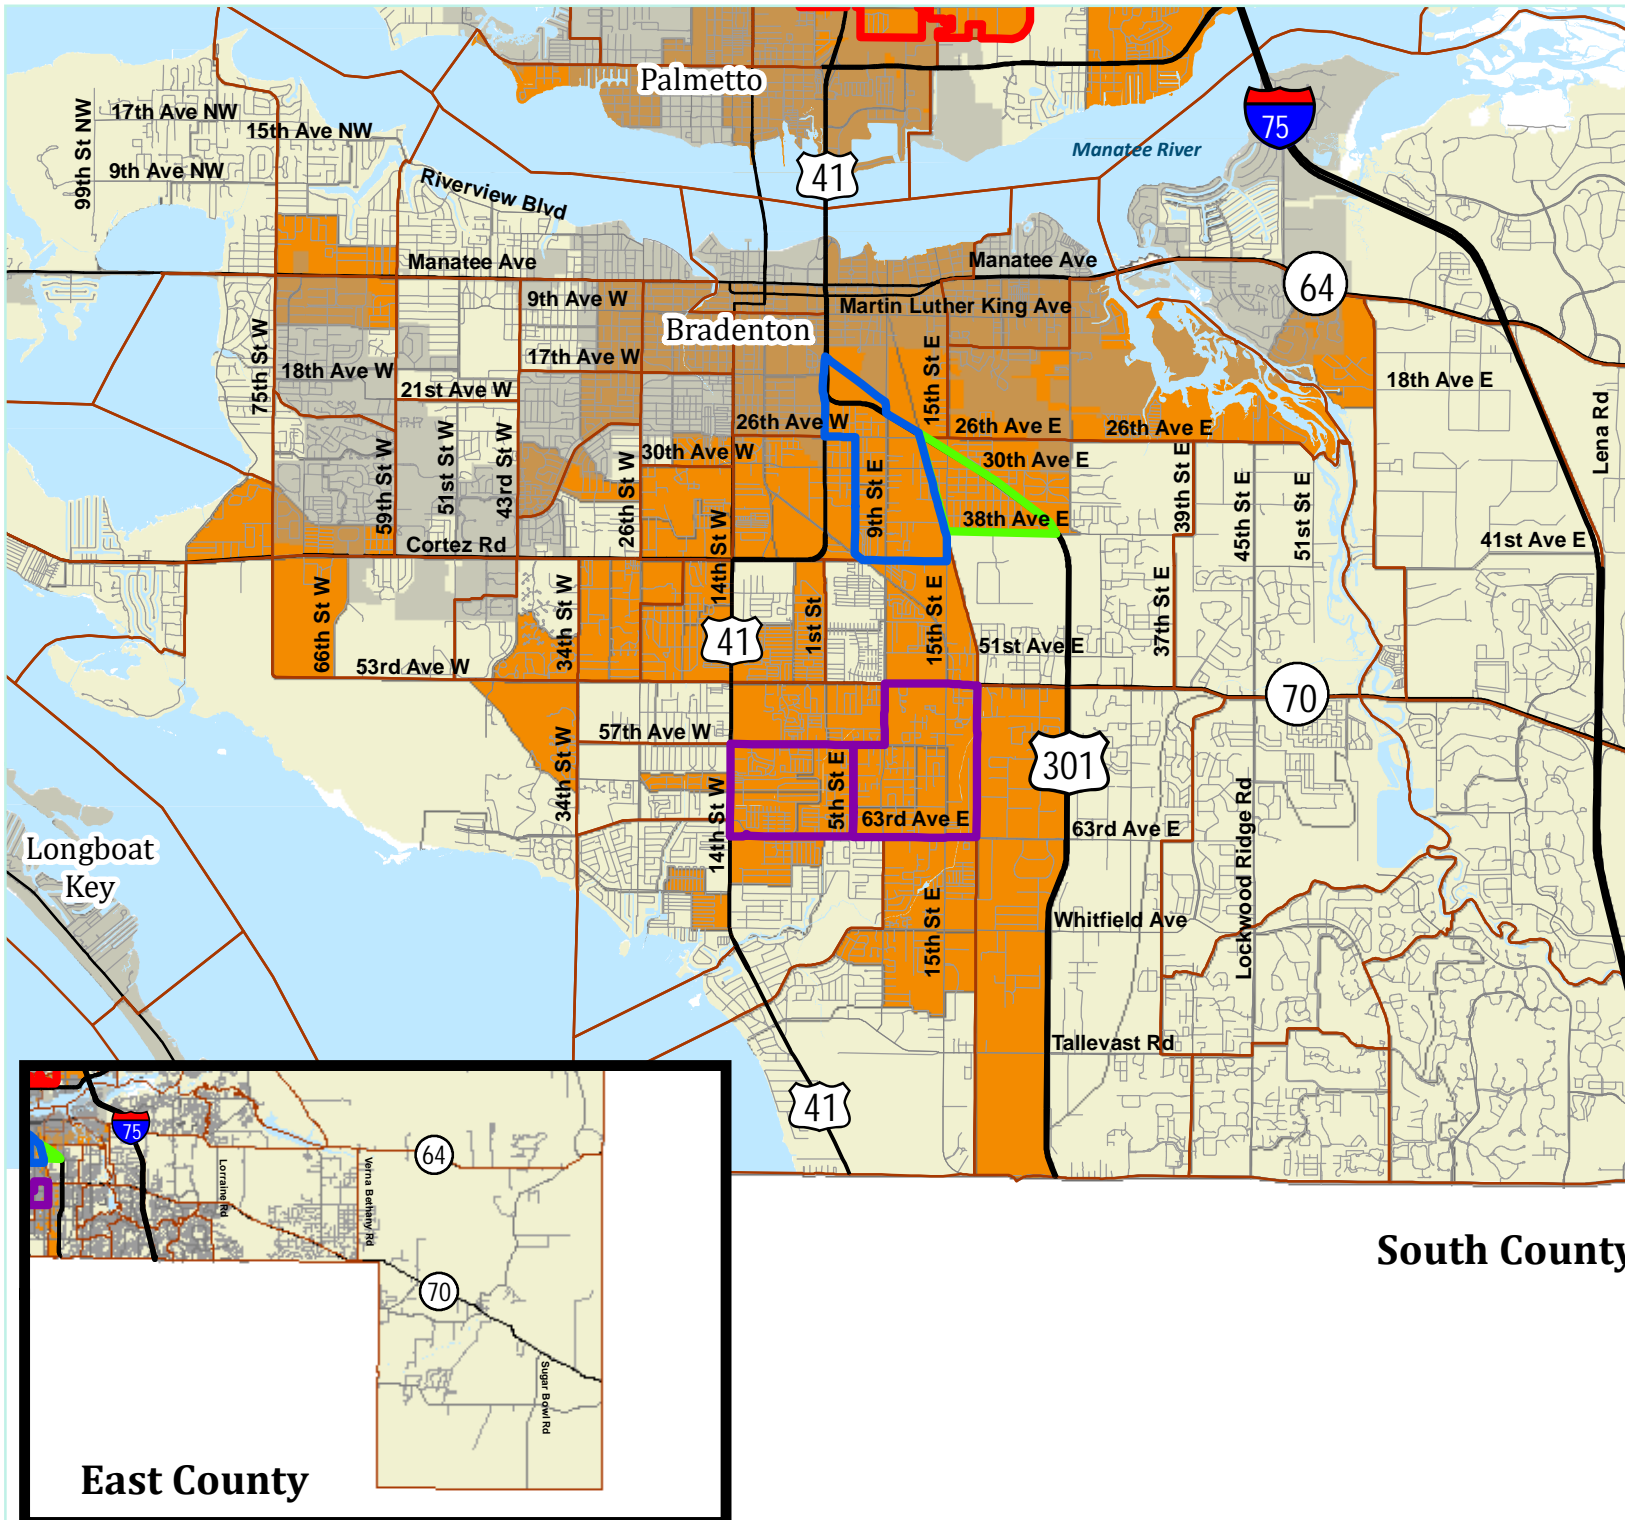 Palmetto
17th Ave NW
15th Ave NW
99th St NW
9th Ave NW
75
Manatee River
41
Riverview Blvd
Manatee Ave
Manatee Ave
64
9th Ave W
Martin Luther King Ave
Bradenton
17th Ave W
75th St W
18th Ave W
21st Ave W
15th St E
18th Ave E
Lena Rd
26th Ave W
26th Ave E
26th Ave E
59th St W
51st St W
43rd St W
26th St W
30th Ave W
30th Ave E
9th St E
39th St E
45th St E
51st St E
38th Ave E
14th St W
Cortez Rd
41st Ave E
66th St W
34th St W
14th St W
1st St
15th St E
37th St E
41
51st Ave E
53rd Ave W
70
57th Ave W
34th St W
5th St E
301
14th St W
63rd Ave E
63rd Ave E
Lockwood Ridge Rd
Longboat
Key
15th St E
Whitfield Ave
Tallevast Rd
41
75
64
Lorraine Rd
Verna Bethany Rd
70
Sugar Bowl Rd
East County
South County